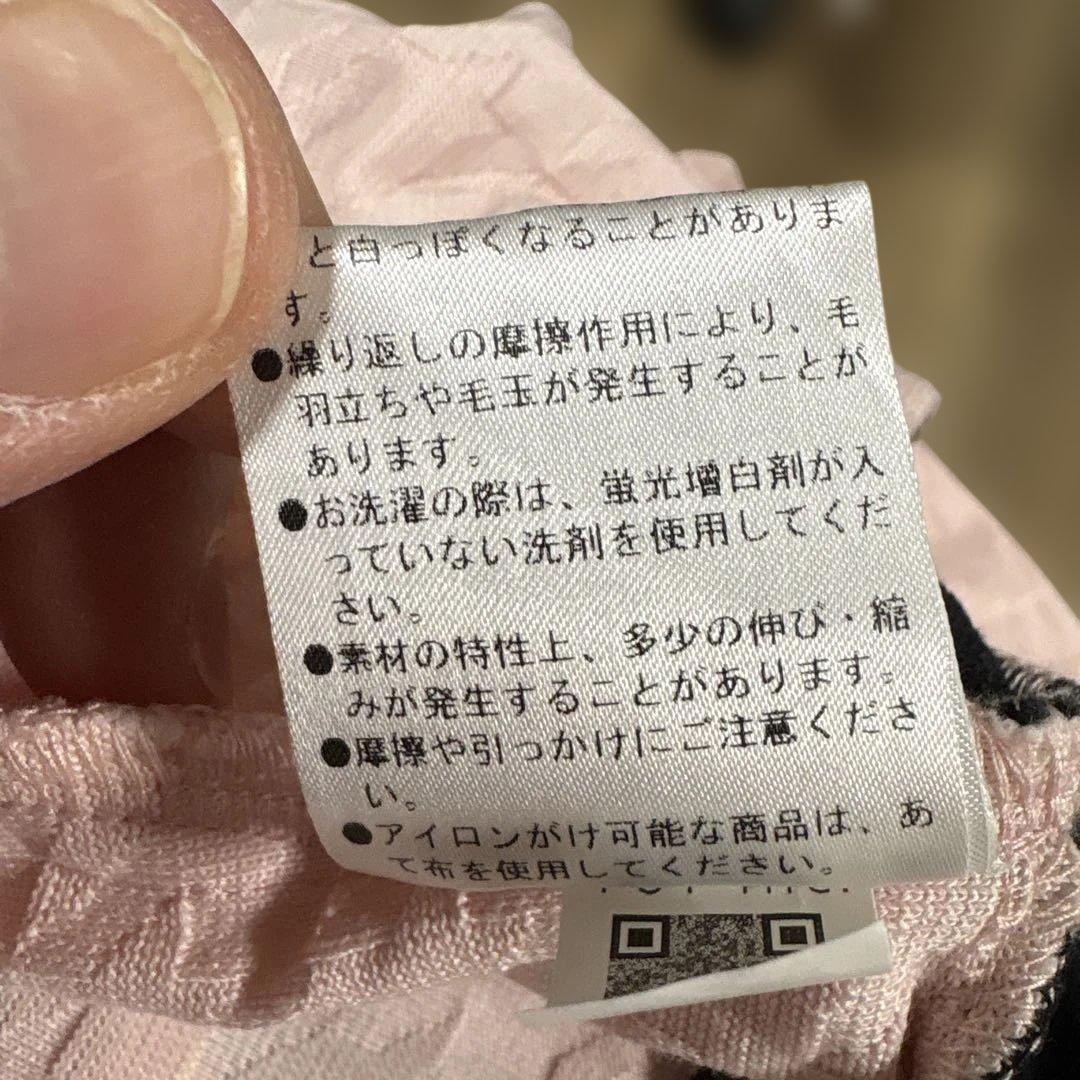 と白っぽくなることがありま
す。
●繰り返しの摩擦作用により、毛
羽立ちや毛玉が発生することが
あります。
●お洗濯の際は、蛍光増白剤が入
っていない洗剤を使用してくだ
さい。
●素材の特性上、多少の伸び・縮
みが発生することがあります。
●摩擦や引っかけにご注意くださ
い。
●アイロンがけ可能な商品は、あ
て布を使用してください。